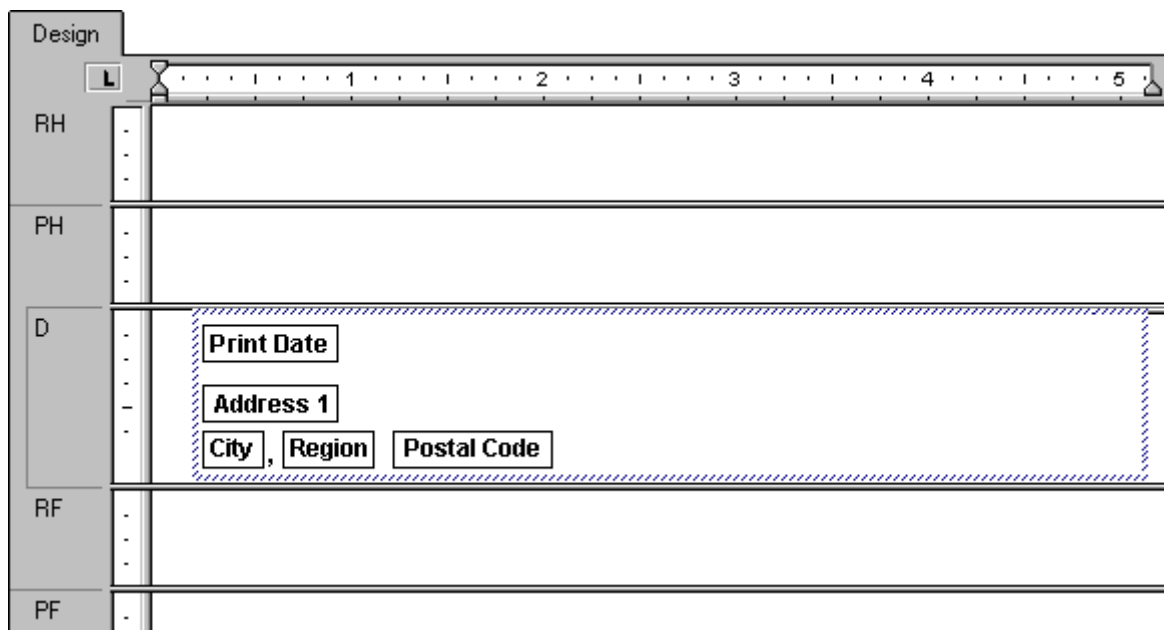 Design
L 1 2 3 4 5
RH
PH
D
Print Date
Address 1
City , Region Postal Code
RF
PF